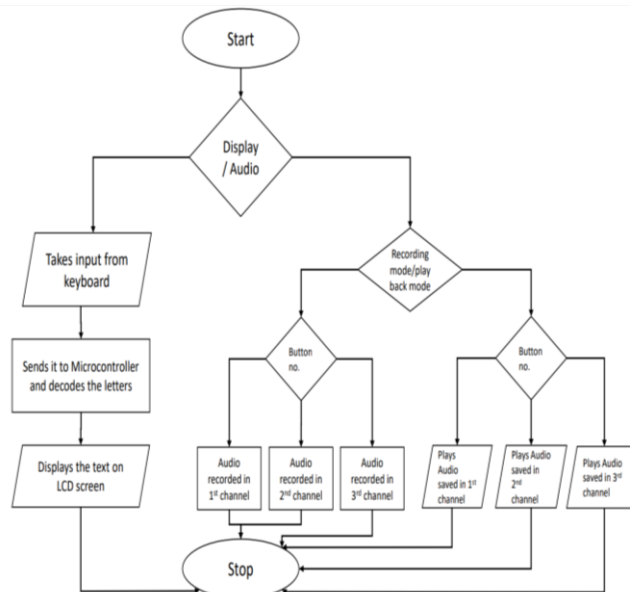 Start
Display
/ Audio
Takes input from
keyboard
Recording
mode/play
back mode
Sends it to Microcontroller
and decodes the letters
Button
no.
Button
no.
Displays the text on
LCD screen
Audio
recorded in
1st channel
Audio
recorded in
2nd channel
Audio
recorded in
3rd channel
Plays
Audio
saved in 1st
channel
Plays Audio
saved in
2nd
channel
Plays Audio
saved in 3rd
channel
Stop